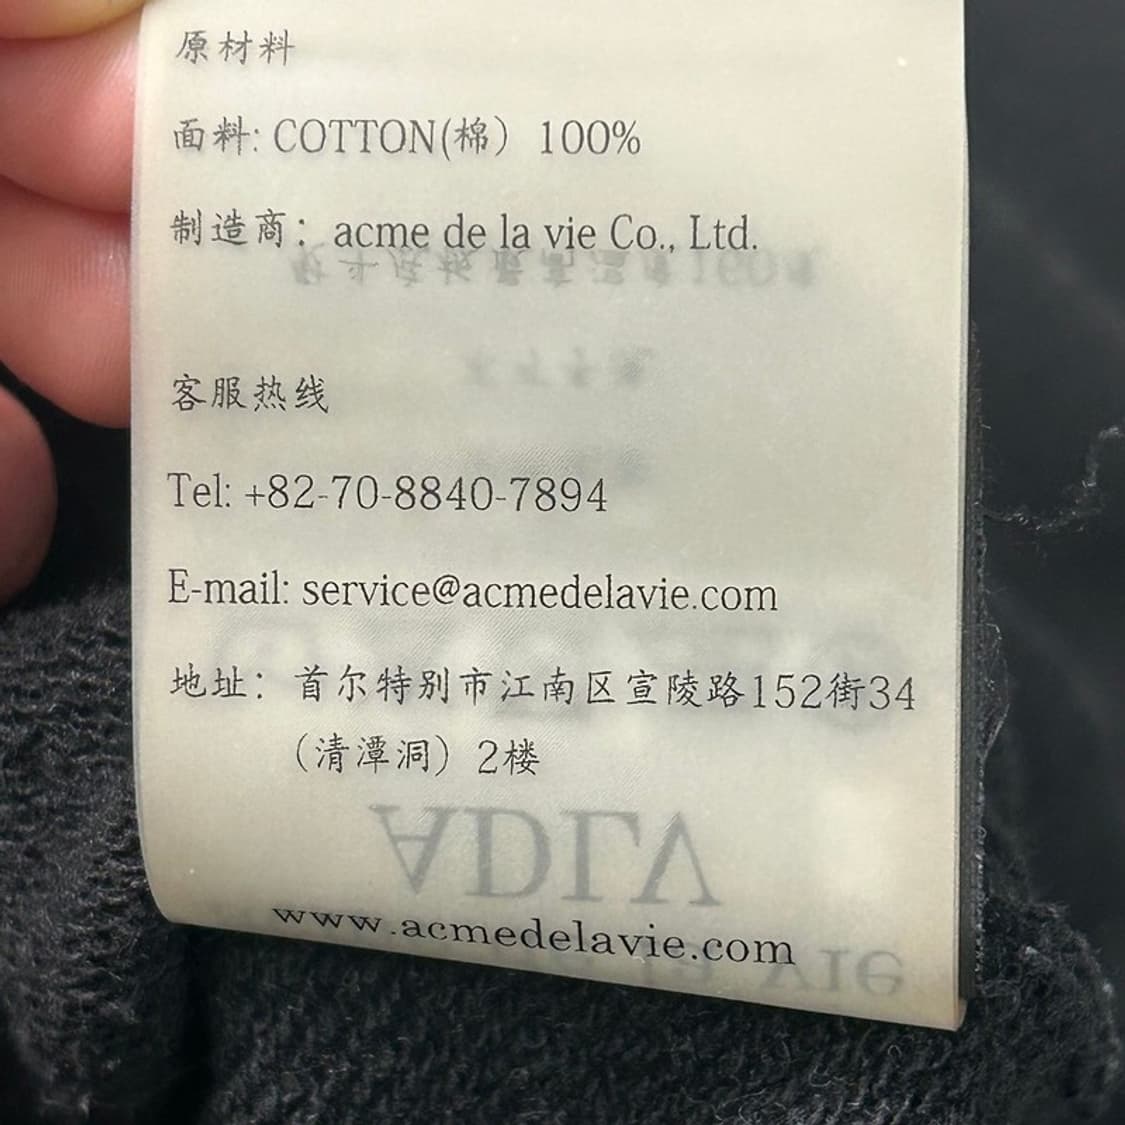 原材料
面料: COTTON(棉) 100%
制造商: acme de la vie Co., Ltd.
客服热线
Tel: +82-70-8840-7894
E-mail: service@acmedelavie.com
地址: 首尔特别市江南区宣陵路152街34
(清潭洞) 2楼
ADLV
www.acmedelavie.com
la vie